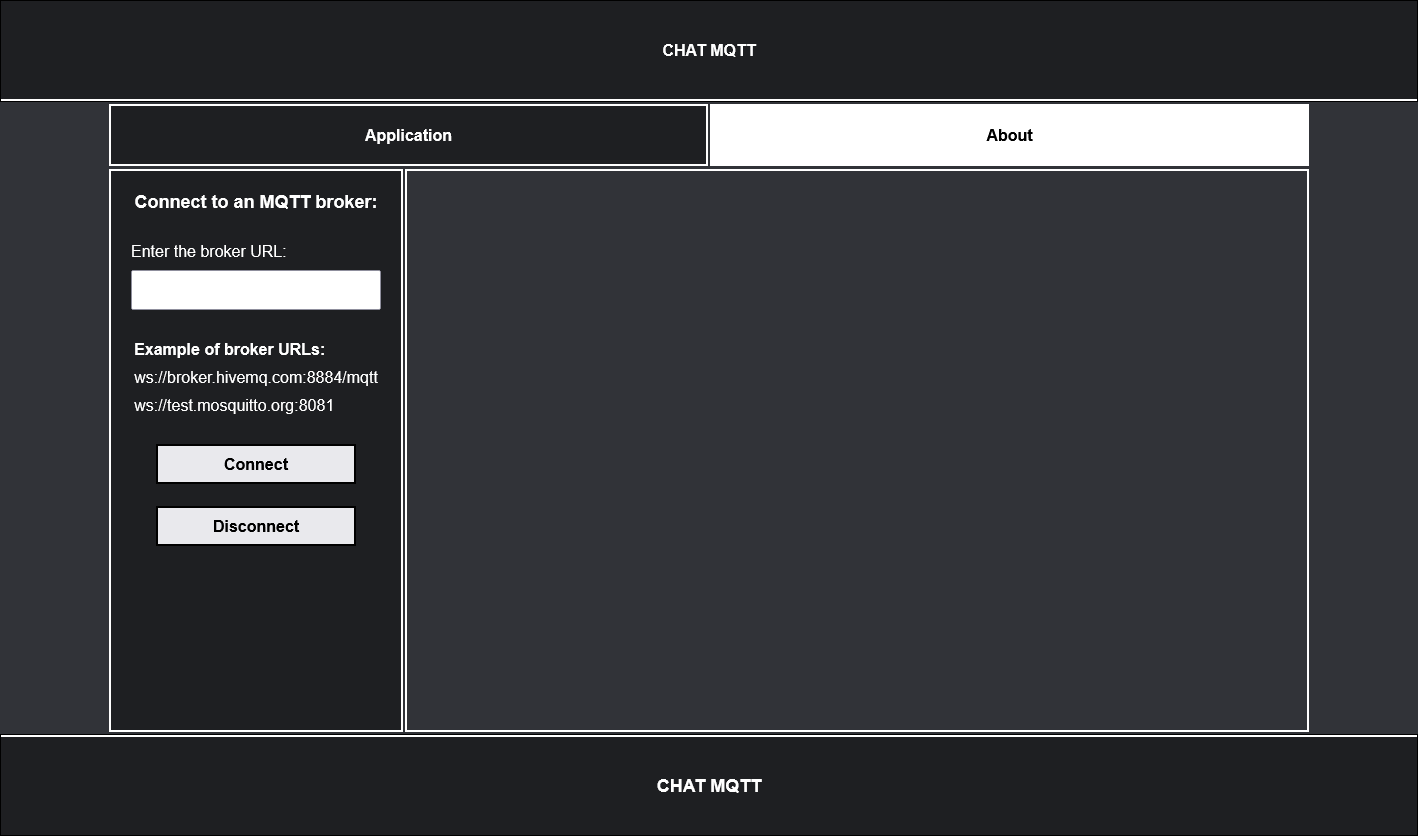 CHAT MQTT
Application
About
Connect to an MQTT broker:
Enter the broker URL:
Example of broker URLs:
ws://broker.hivemq.com:8884/mqtt
ws://test.mosquitto.org:8081
Connect
Disconnect
CHAT MQTT